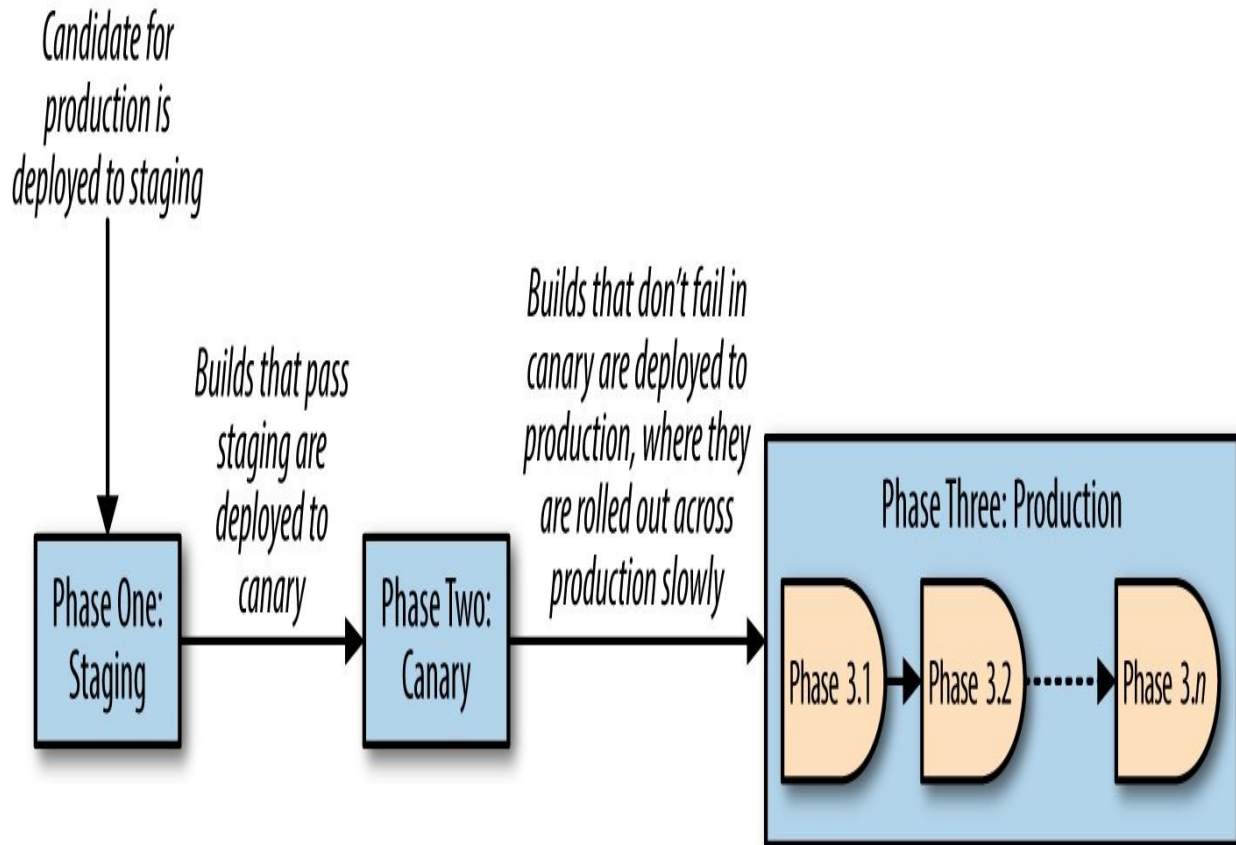 Candidate for
production is
deployed to staging
Builds that pass
staging are
deployed to
canary
Builds that don’t fail in
canary are deployed to
production, where they
are rolled out across
production slowly
Phase One:
Staging
Phase Two:
Canary
Phase Three: Production
Phase 3.1
Phase 3.2
Phase 3.n